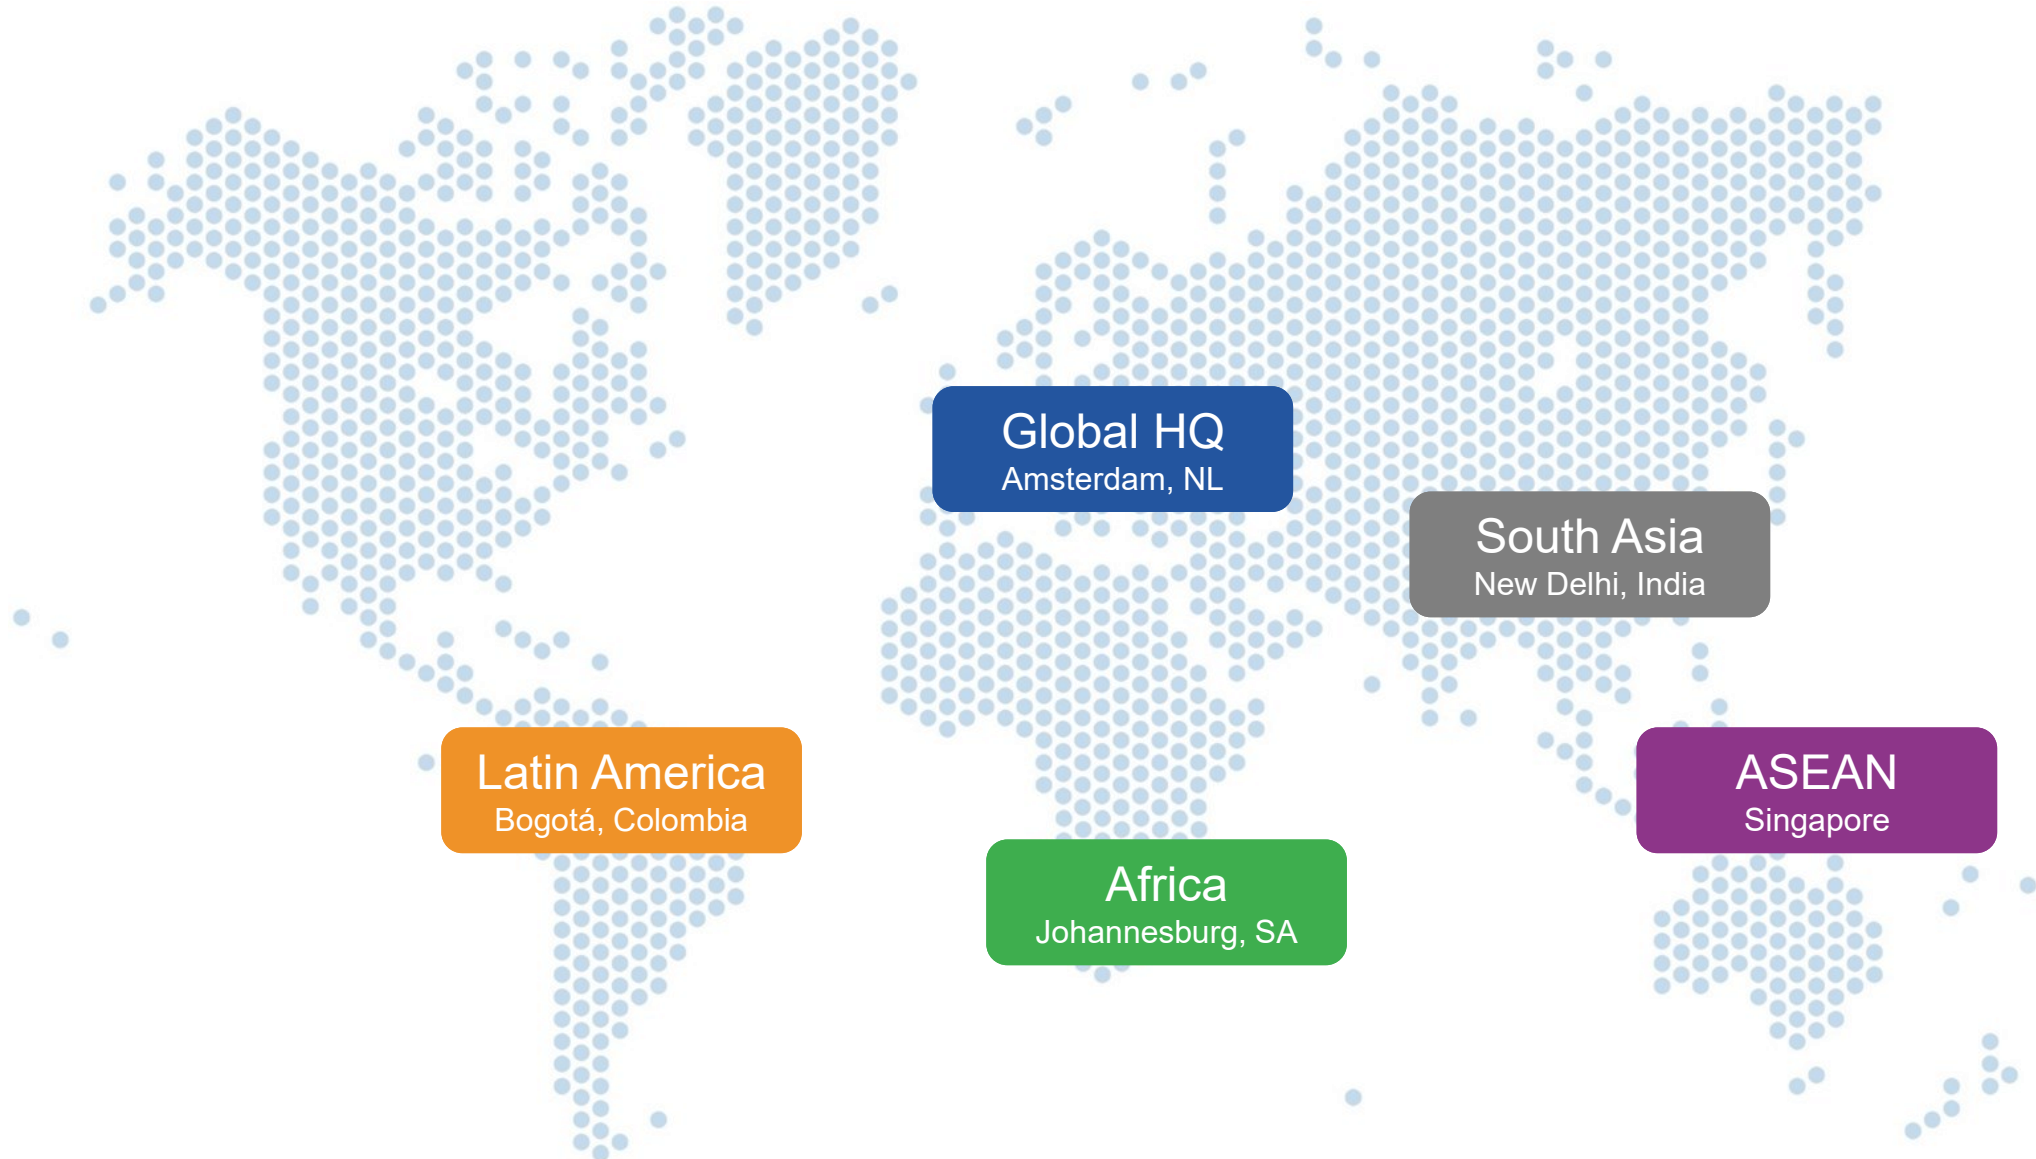 Global HQ
Amsterdam, NL
South Asia
New Delhi, India
Latin America
Bogotá, Colombia
ASEAN
Singapore
Africa
Johannesburg, SA